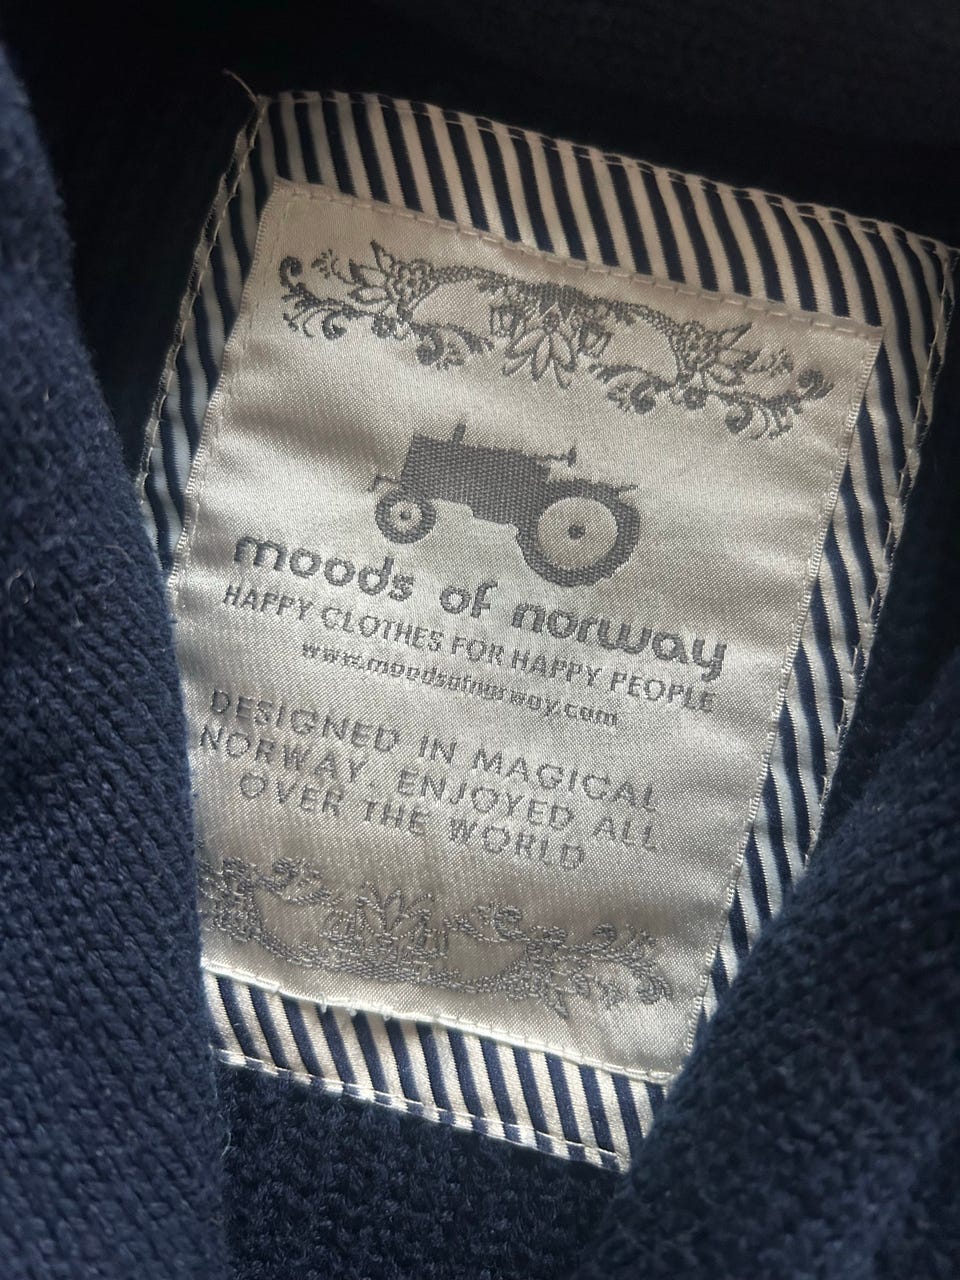 moods of norway
HAPPY CLOTHES FOR HAPPY PEOPLE
www.moodsofnorway.com
DESIGNED IN MAGICAL
NORWAY. ENJOYED ALL
OVER THE WORLD